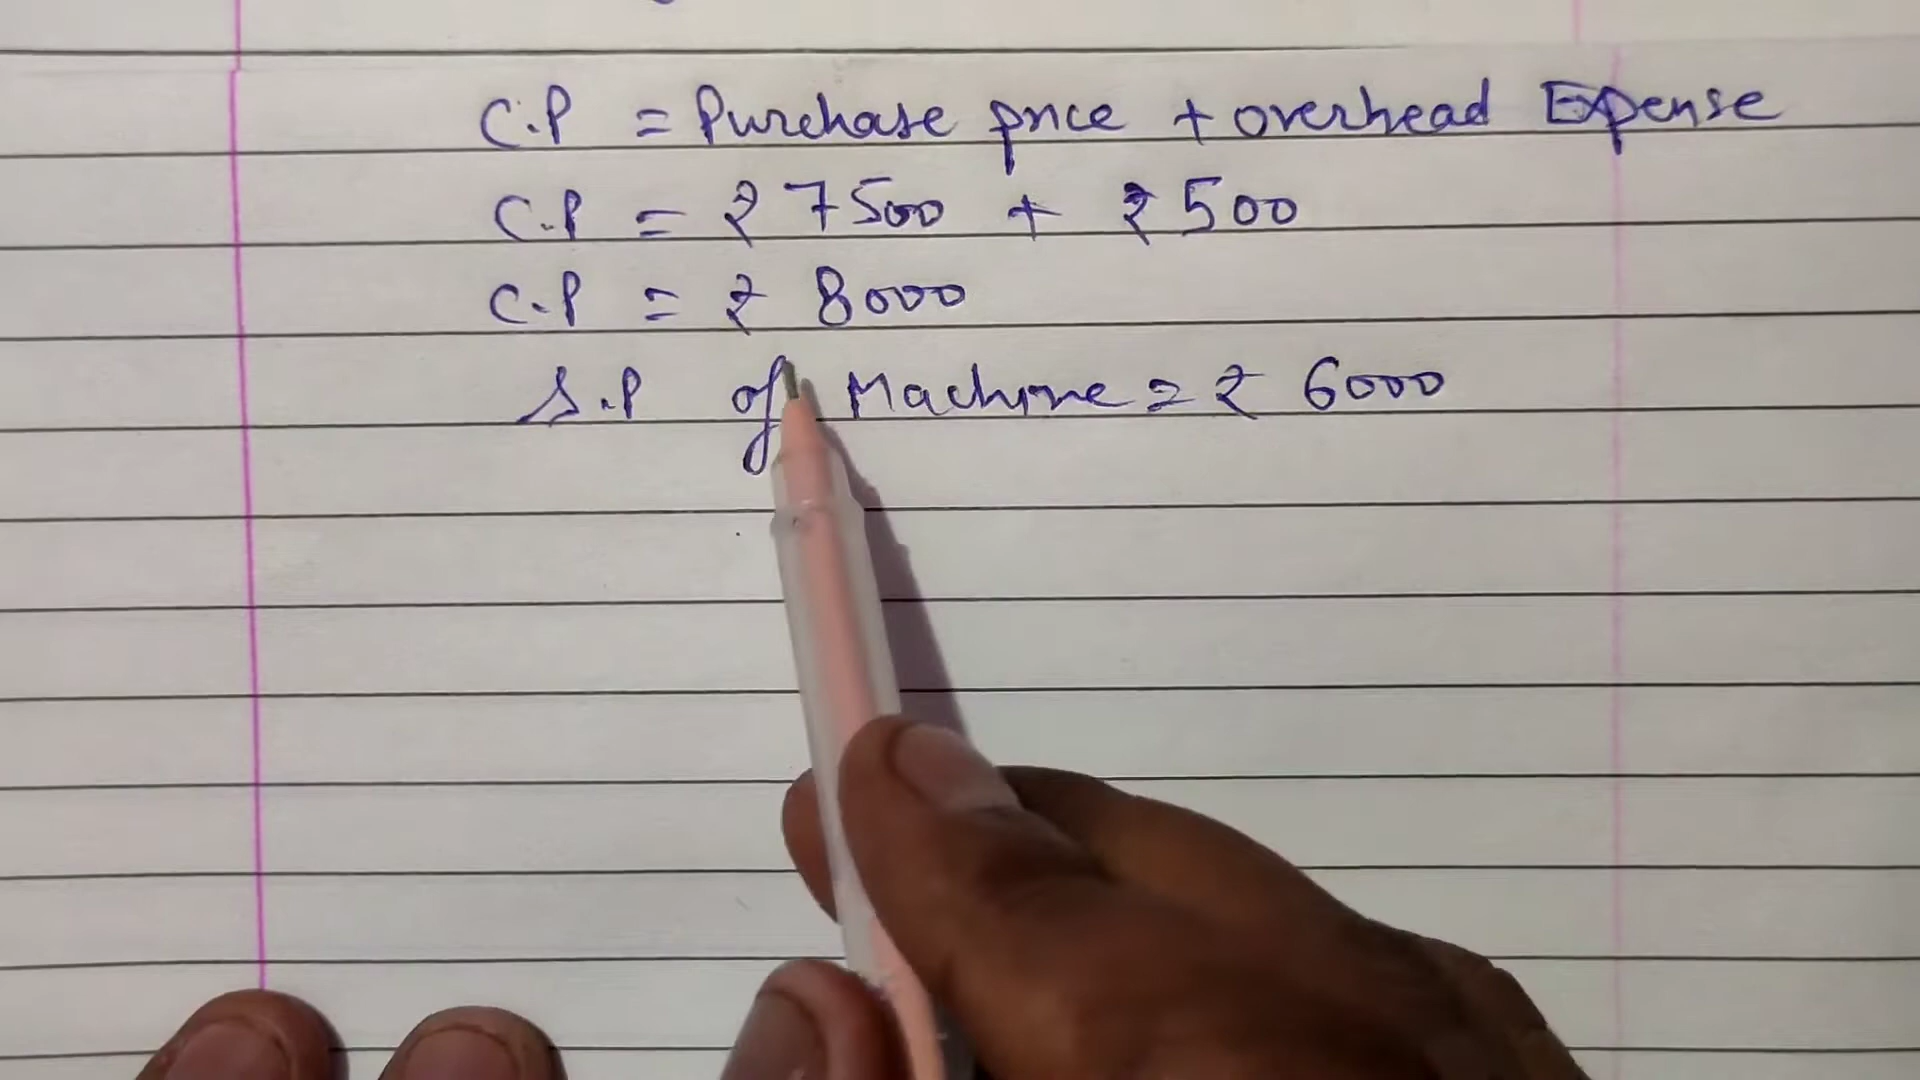 C.P = Purchase price + overhead Expense
C.P = ₹ 7500 + ₹ 500
C.P = ₹ 8000
S.P of Machine = ₹ 6000